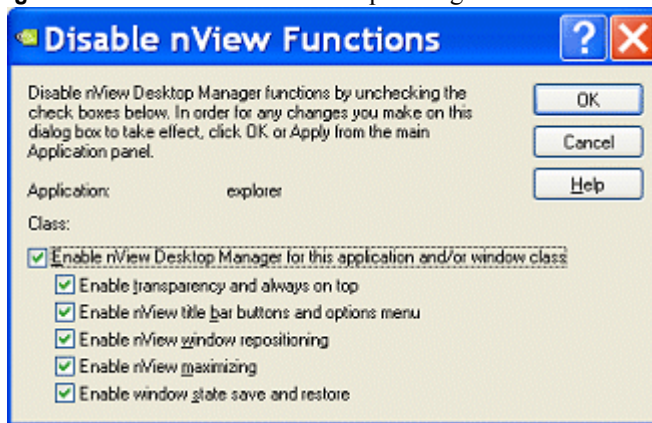 Disable nView Functions
Disable nView Desktop Manager functions by unchecking the
check boxes below. In order for any changes you make on this
dialog box to take effect, click OK or Apply from the main
Application panel.
OK
Cancel
Help
Application: explorer
Class:
Enable nView Desktop Manager for this application and/or window class
Enable transparency and always on top
Enable nView title bar buttons and options menu
Enable nView window repositioning
Enable nView maximizing
Enable window state save and restore